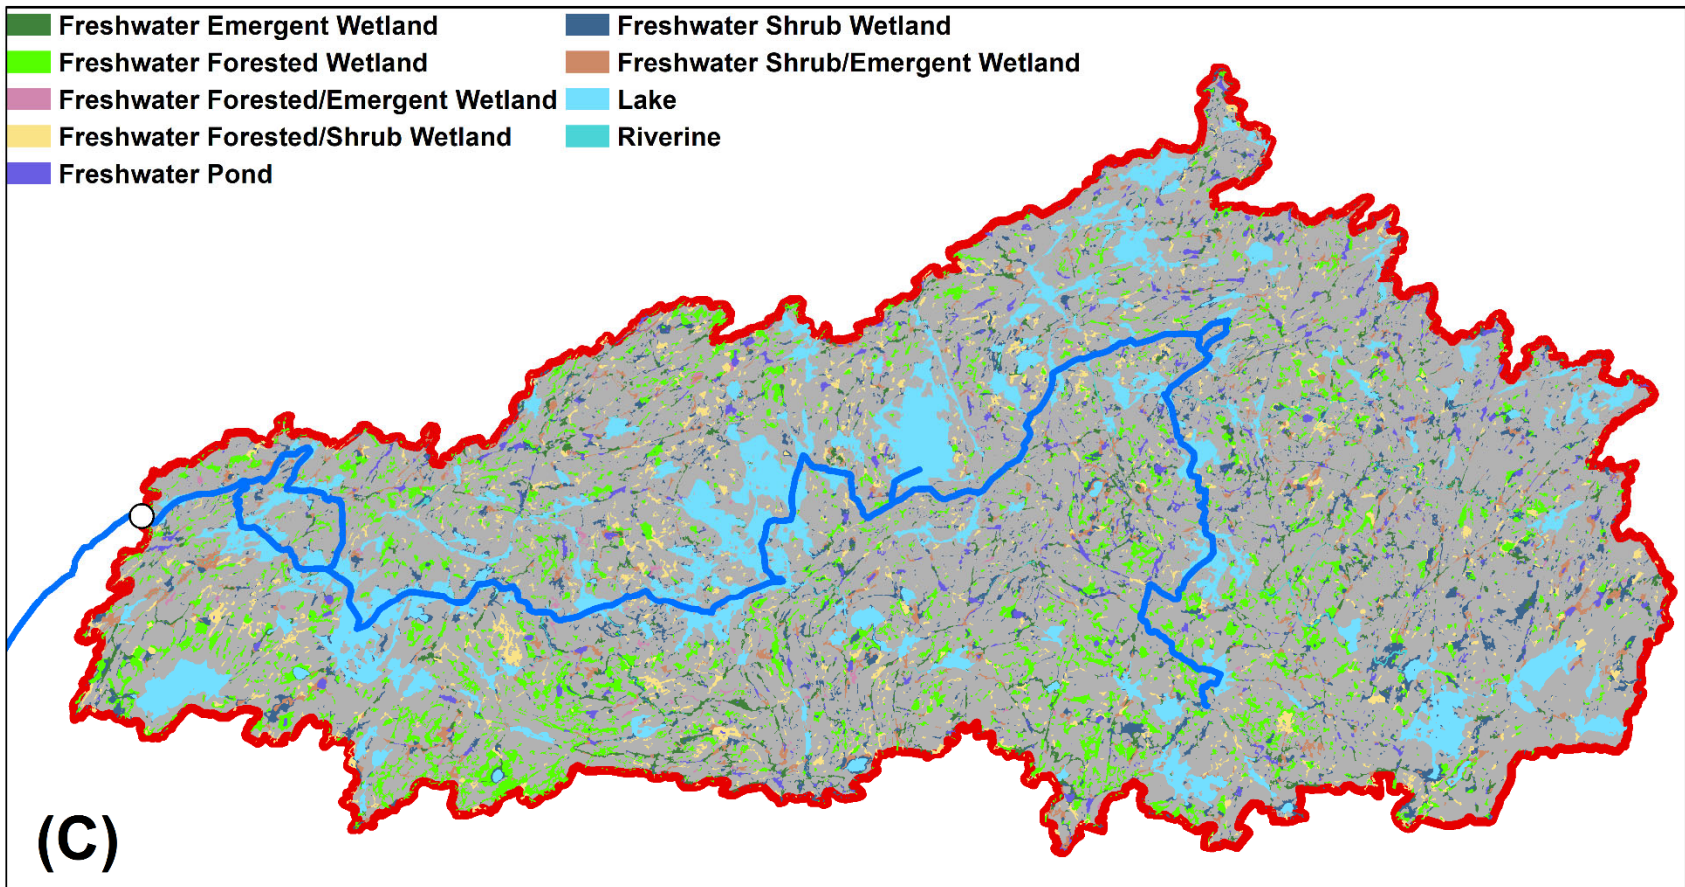 Freshwater Emergent Wetland
Freshwater Forested Wetland
Freshwater Forested/Emergent Wetland
Freshwater Forested/Shrub Wetland
Freshwater Pond
Freshwater Shrub Wetland
Freshwater Shrub/Emergent Wetland
Lake
Riverine
(C)